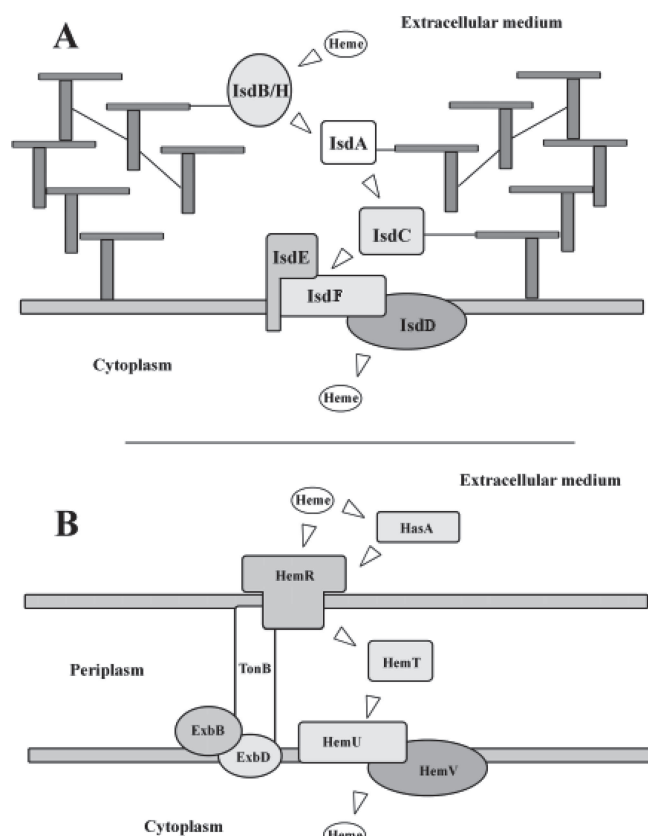 A
Extracellular medium
Heme
IsdB/H
IsdA
IsdC
IsdE
IsdF
IsdD
Cytoplasm
Heme
Extracellular medium
B
Heme
HasA
HemR
Periplasm
TonB
HemT
ExbB
HemU
ExbD
HemV
Cytoplasm
Heme